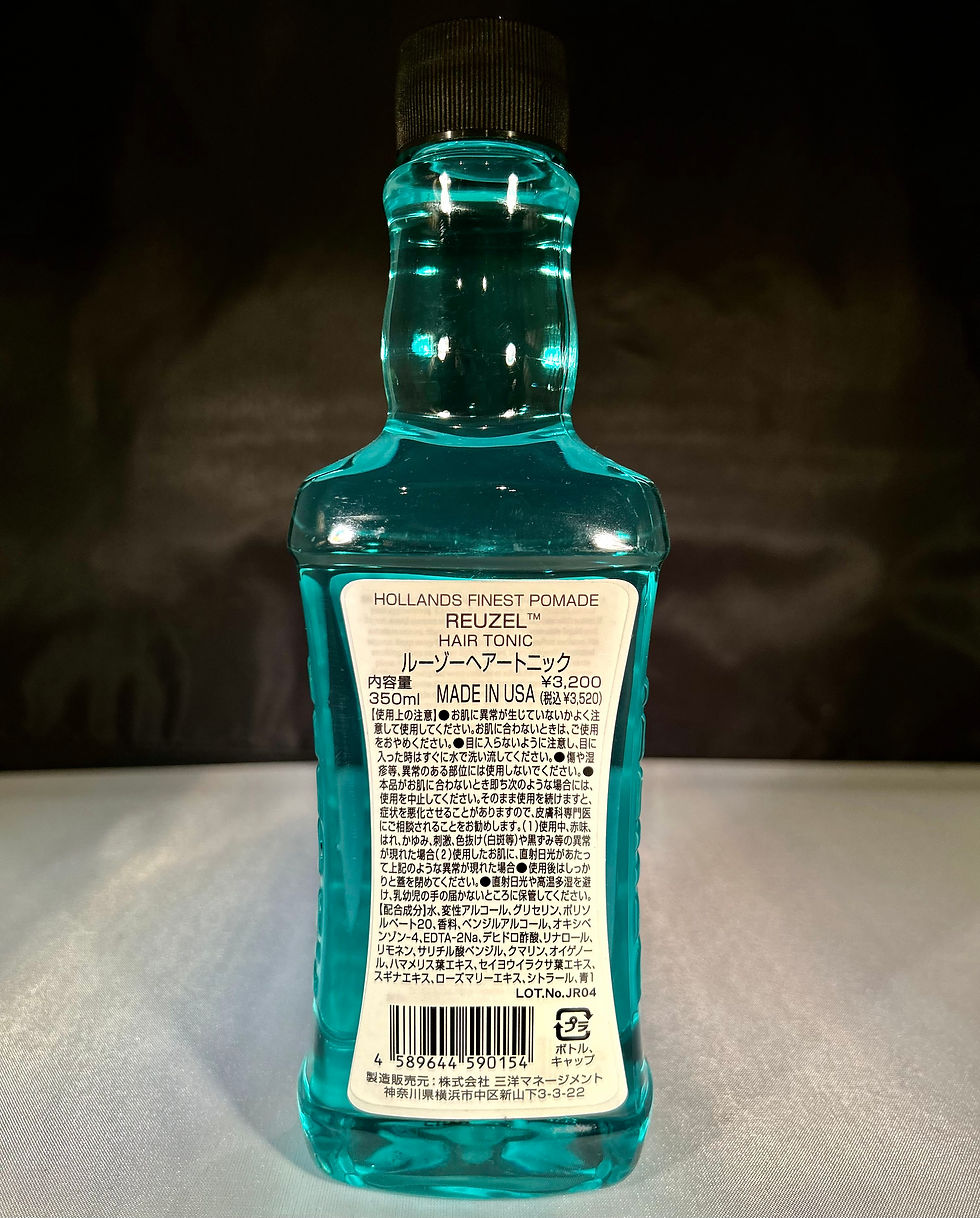 HOLLANDS FINEST POMADE
REUZEL™
HAIR TONIC
ルーゾーヘアートニック
内容量 ¥3,200
350ml MADE IN USA (税込¥3,520)
【使用上の注意】●お肌に異常が生じていないかよく注
意して使用してください。お肌に合わないときは、ご使用
をおやめください。●目に入らないように注意し、目に
入った時はすぐに水で洗い流してください。●傷や湿
疹等、異常のある部位には使用しないでください。●
本品がお肌に合わないとき即ち次のような場合には、
使用を中止してください。そのまま使用を続けますと、
症状を悪化させることがありますので、皮膚科専門医
にご相談されることをお勧めします。(1)使用中、赤味、
はれ、かゆみ、刺激、色抜け(白斑等)や黒ずみ等の異常
が現れた場合(2)使用したお肌に、直射日光があたっ
て上記のような異常が現れた場合●使用後はしっか
りと蓋を閉めてください。●直射日光や高温多湿を避
け、乳幼児の手の届かないところに保管してください。
【配合成分】水、変性アルコール、グリセリン、ポリソ
ルベート20、香料、ベンジルアルコール、オキシベ
ンゾン-4、EDTA-2Na、デヒドロ酢酸、リナロール、
リモネン、サリチル酸ベンジル、クマリン、オイゲノー
ル、ハマメリス葉エキス、セイヨウイラクサ葉エキス、
スギナエキス、ローズマリーエキス、シトラール、青1
LOT.No.JR04
プラ
ボトル、
キャップ
4 589644 590154
製造販売元:株式会社 三洋マネージメント
神奈川県横浜市中区新山下3-3-22